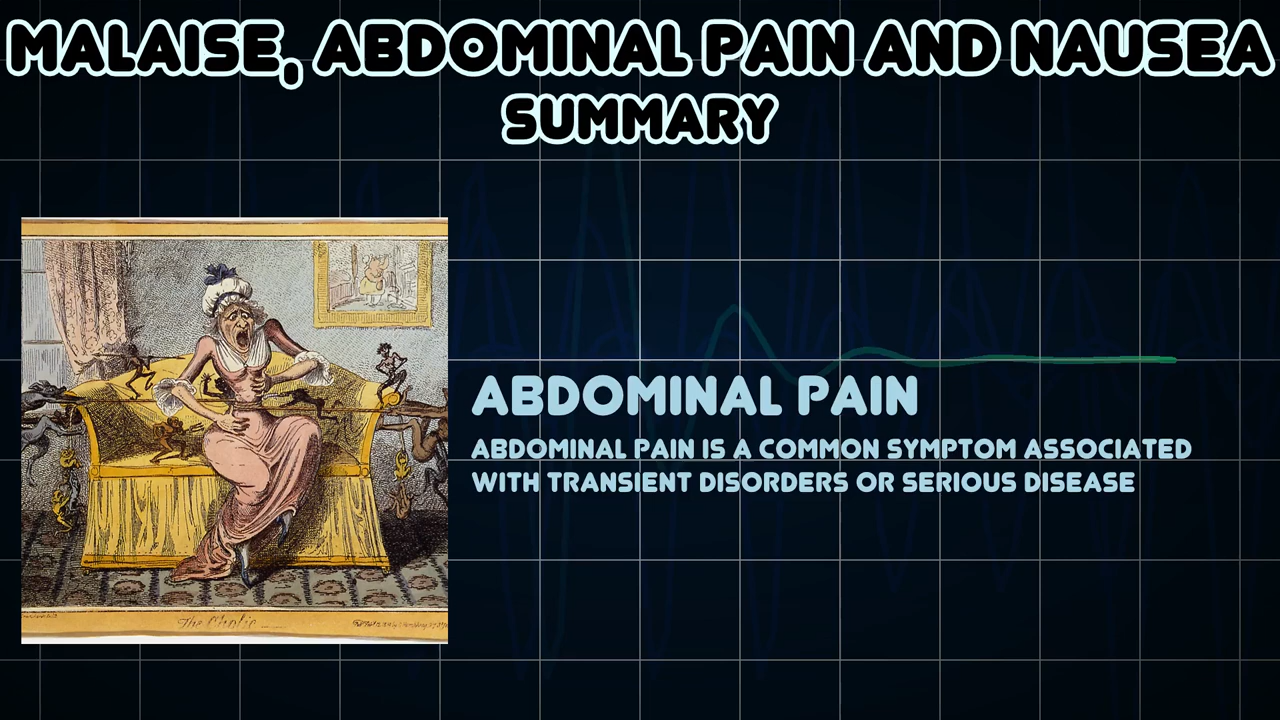 MALAISE, ABDOMINAL PAIN AND NAUSEA
SUMMARY
ABDOMINAL PAIN
ABDOMINAL PAIN IS A COMMON SYMPTOM ASSOCIATED
WITH TRANSIENT DISORDERS OR SERIOUS DISEASE
The Cholic